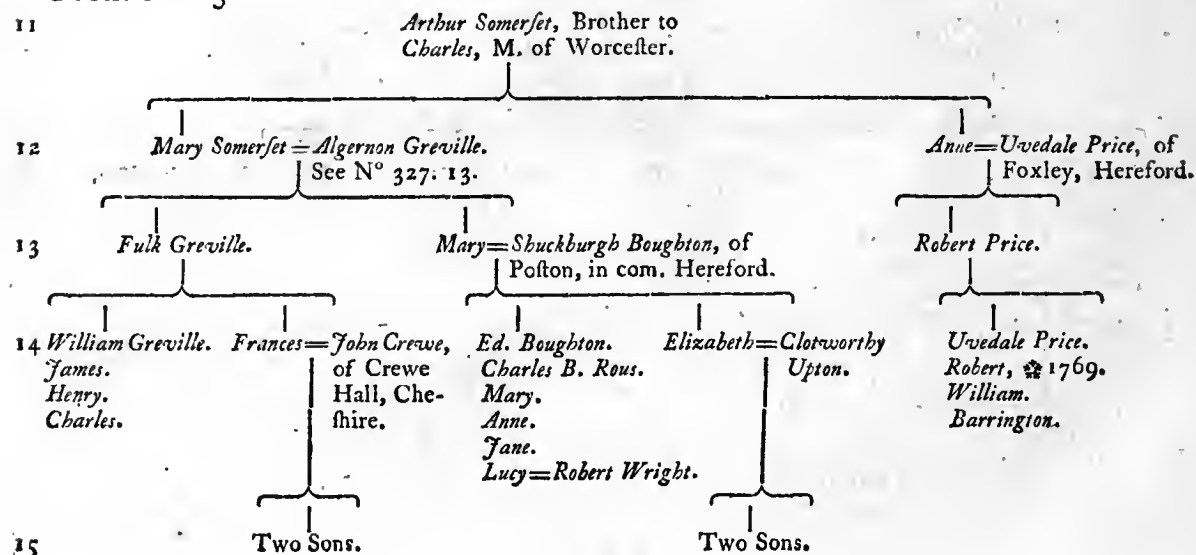 11 Arthur Somerſet, Brother to
Charles, M. of Worceſter.
12 Mary Somerſet = Algernon Greville. Anne = Uvedale Price, of
See N° 327. 13. Foxley, Hereford.
13 Fulk Greville. Mary = Shuckburgh Boughton, of Robert Price.
Poſton, in com. Hereford.
14 William Greville. Frances = John Crewe, Ed. Boughton. Elizabeth = Clotworthy Uvedale Price.
James. of Crewe Charles B. Rous. Upton. Robert, ✽ 1769.
Henry. Hall, Che- Mary. William.
Charles. ſhire. Anne. Barrington.
Jane.
Lucy = Robert Wright.
15 Two Sons. Two Sons.